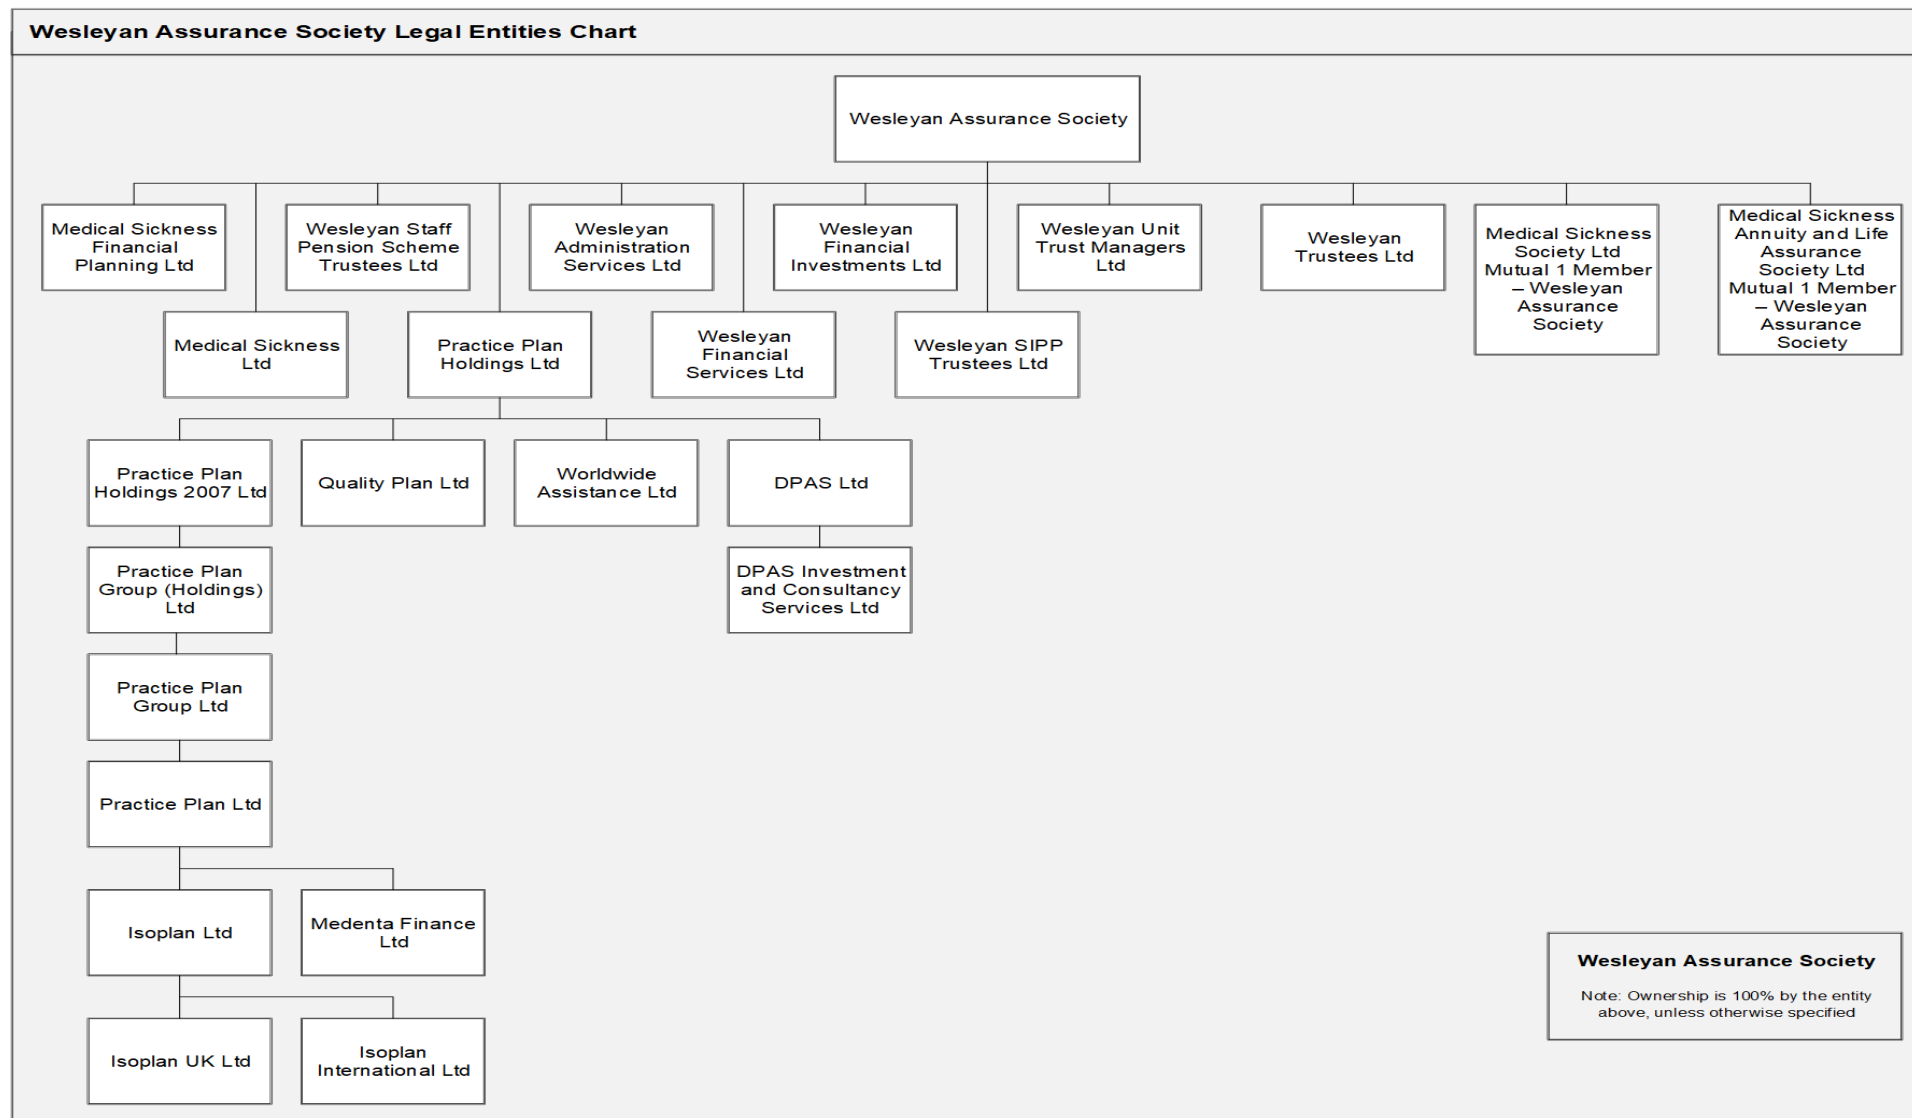 Wesleyan Assurance Society Legal Entities Chart
Wesleyan Assurance Society
Medical Sickness
Financial
Planning Ltd
Wesleyan Staff
Pension Scheme
Trustees Ltd
Wesleyan
Administration
Services Ltd
Wesleyan
Financial
Investments Ltd
Wesleyan Unit
Trust Managers
Ltd
Wesleyan
Trustees Ltd
Medical Sickness
Society Ltd
Mutual 1 Member
– Wesleyan
Assurance
Society
Medical Sickness
Annuity and Life
Assurance
Society Ltd
Mutual 1 Member
– Wesleyan
Assurance
Society
Medical Sickness
Ltd
Practice Plan
Holdings Ltd
Wesleyan
Financial
Services Ltd
Wesleyan SIPP
Trustees Ltd
Practice Plan
Holdings 2007 Ltd
Quality Plan Ltd
Worldwide
Assistance Ltd
DPAS Ltd
Practice Plan
Group (Holdings)
Ltd
DPAS Investment
and Consultancy
Services Ltd
Practice Plan
Group Ltd
Practice Plan Ltd
Isoplan Ltd
Medenta Finance
Ltd
Isoplan UK Ltd
Isoplan
International Ltd
Wesleyan Assurance Society
Note: Ownership is 100% by the entity
above, unless otherwise specified